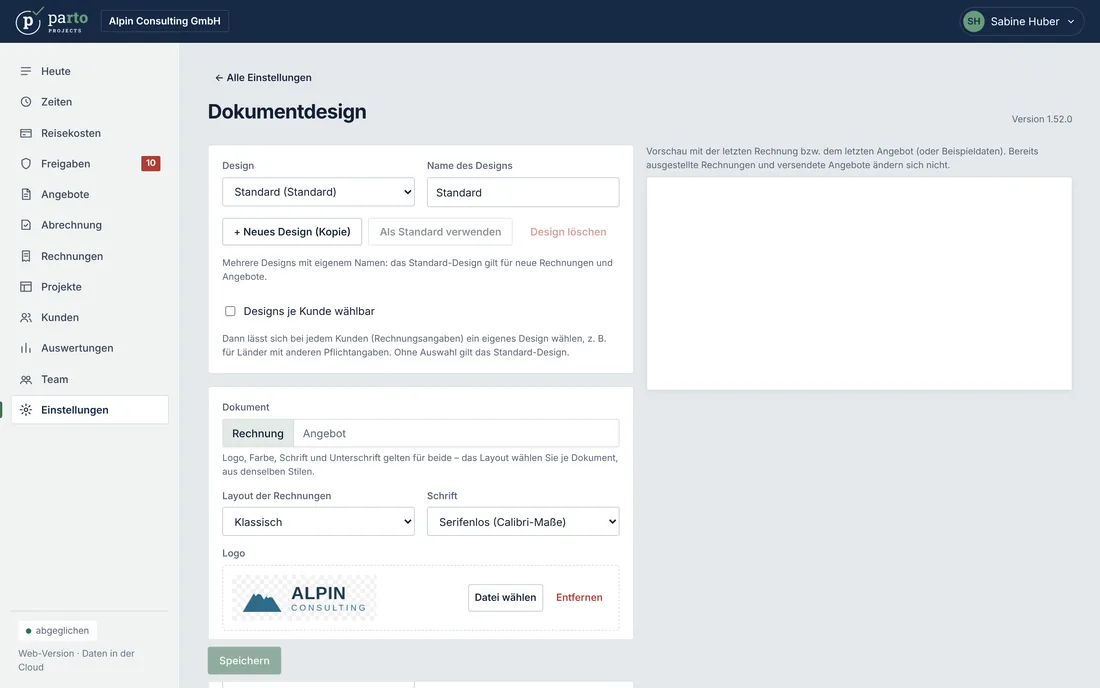 parto
PROJECTS
Alpin Consulting GmbH
SH Sabine Huber
Heute
Zeiten
Reisekosten
Freigaben 10
Angebote
Abrechnung
Rechnungen
Projekte
Kunden
Auswertungen
Team
Einstellungen
abgeglichen
Web-Version · Daten in der
Cloud
← Alle Einstellungen
Dokumentdesign
Version 1.52.0
Design
Name des Designs
Standard (Standard)
Standard
+ Neues Design (Kopie)
Als Standard verwenden
Design löschen
Mehrere Designs mit eigenem Namen: das Standard-Design gilt für neue Rechnungen und
Angebote.
Designs je Kunde wählbar
Dann lässt sich bei jedem Kunden (Rechnungsangaben) ein eigenes Design wählen, z. B.
für Länder mit anderen Pflichtangaben. Ohne Auswahl gilt das Standard-Design.
Dokument
Rechnung
Angebot
Logo, Farbe, Schrift und Unterschrift gelten für beide – das Layout wählen Sie je Dokument,
aus denselben Stilen.
Layout der Rechnungen
Schrift
Klassisch
Serifenlos (Calibri-Maße)
Logo
ALPIN
CONSULTING
Datei wählen
Entfernen
Speichern
Vorschau mit der letzten Rechnung bzw. dem letzten Angebot (oder Beispieldaten). Bereits
ausgestellte Rechnungen und versendete Angebote ändern sich nicht.